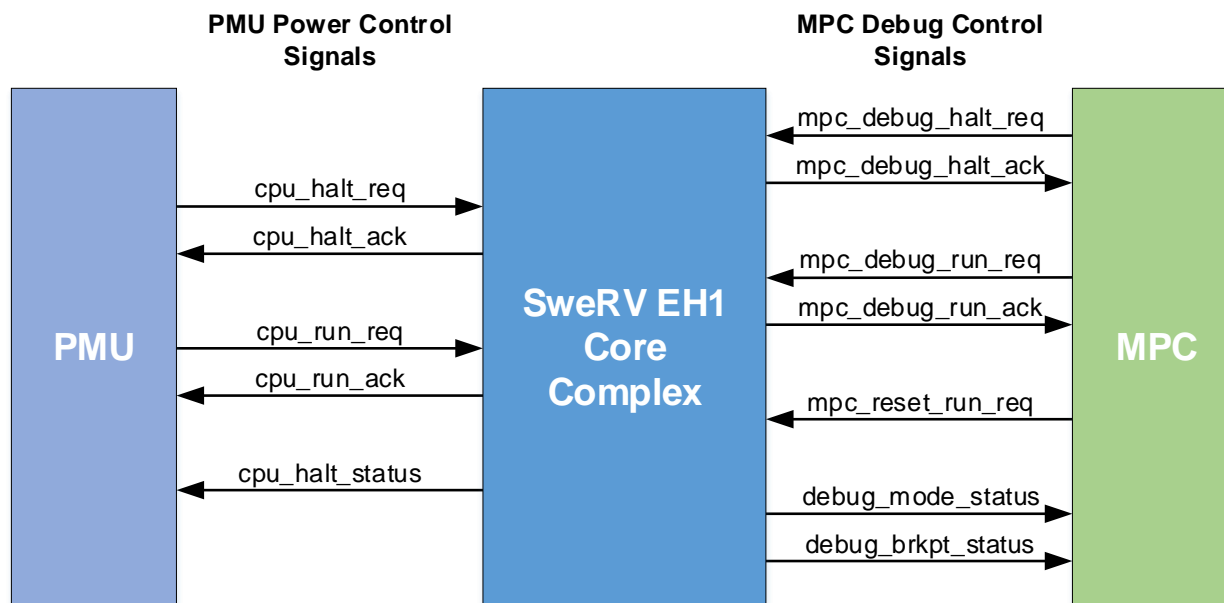 PMU Power Control
Signals
MPC Debug Control
Signals
PMU
cpu_halt_req
cpu_halt_ack
cpu_run_req
cpu_run_ack
cpu_halt_status
SweRV EH1
Core
Complex
mpc_debug_halt_req
mpc_debug_halt_ack
mpc_debug_run_req
mpc_debug_run_ack
mpc_reset_run_req
debug_mode_status
debug_brkpt_status
MPC